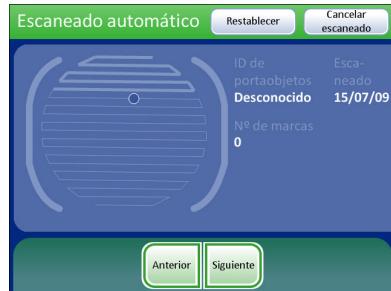 Escaneado automático
Restablecer
Cancelar
escaneado
ID de
portaobjetos
Desconocido
Esca-
neado
15/07/09
Nº de marcas
0
Anterior
Siguiente